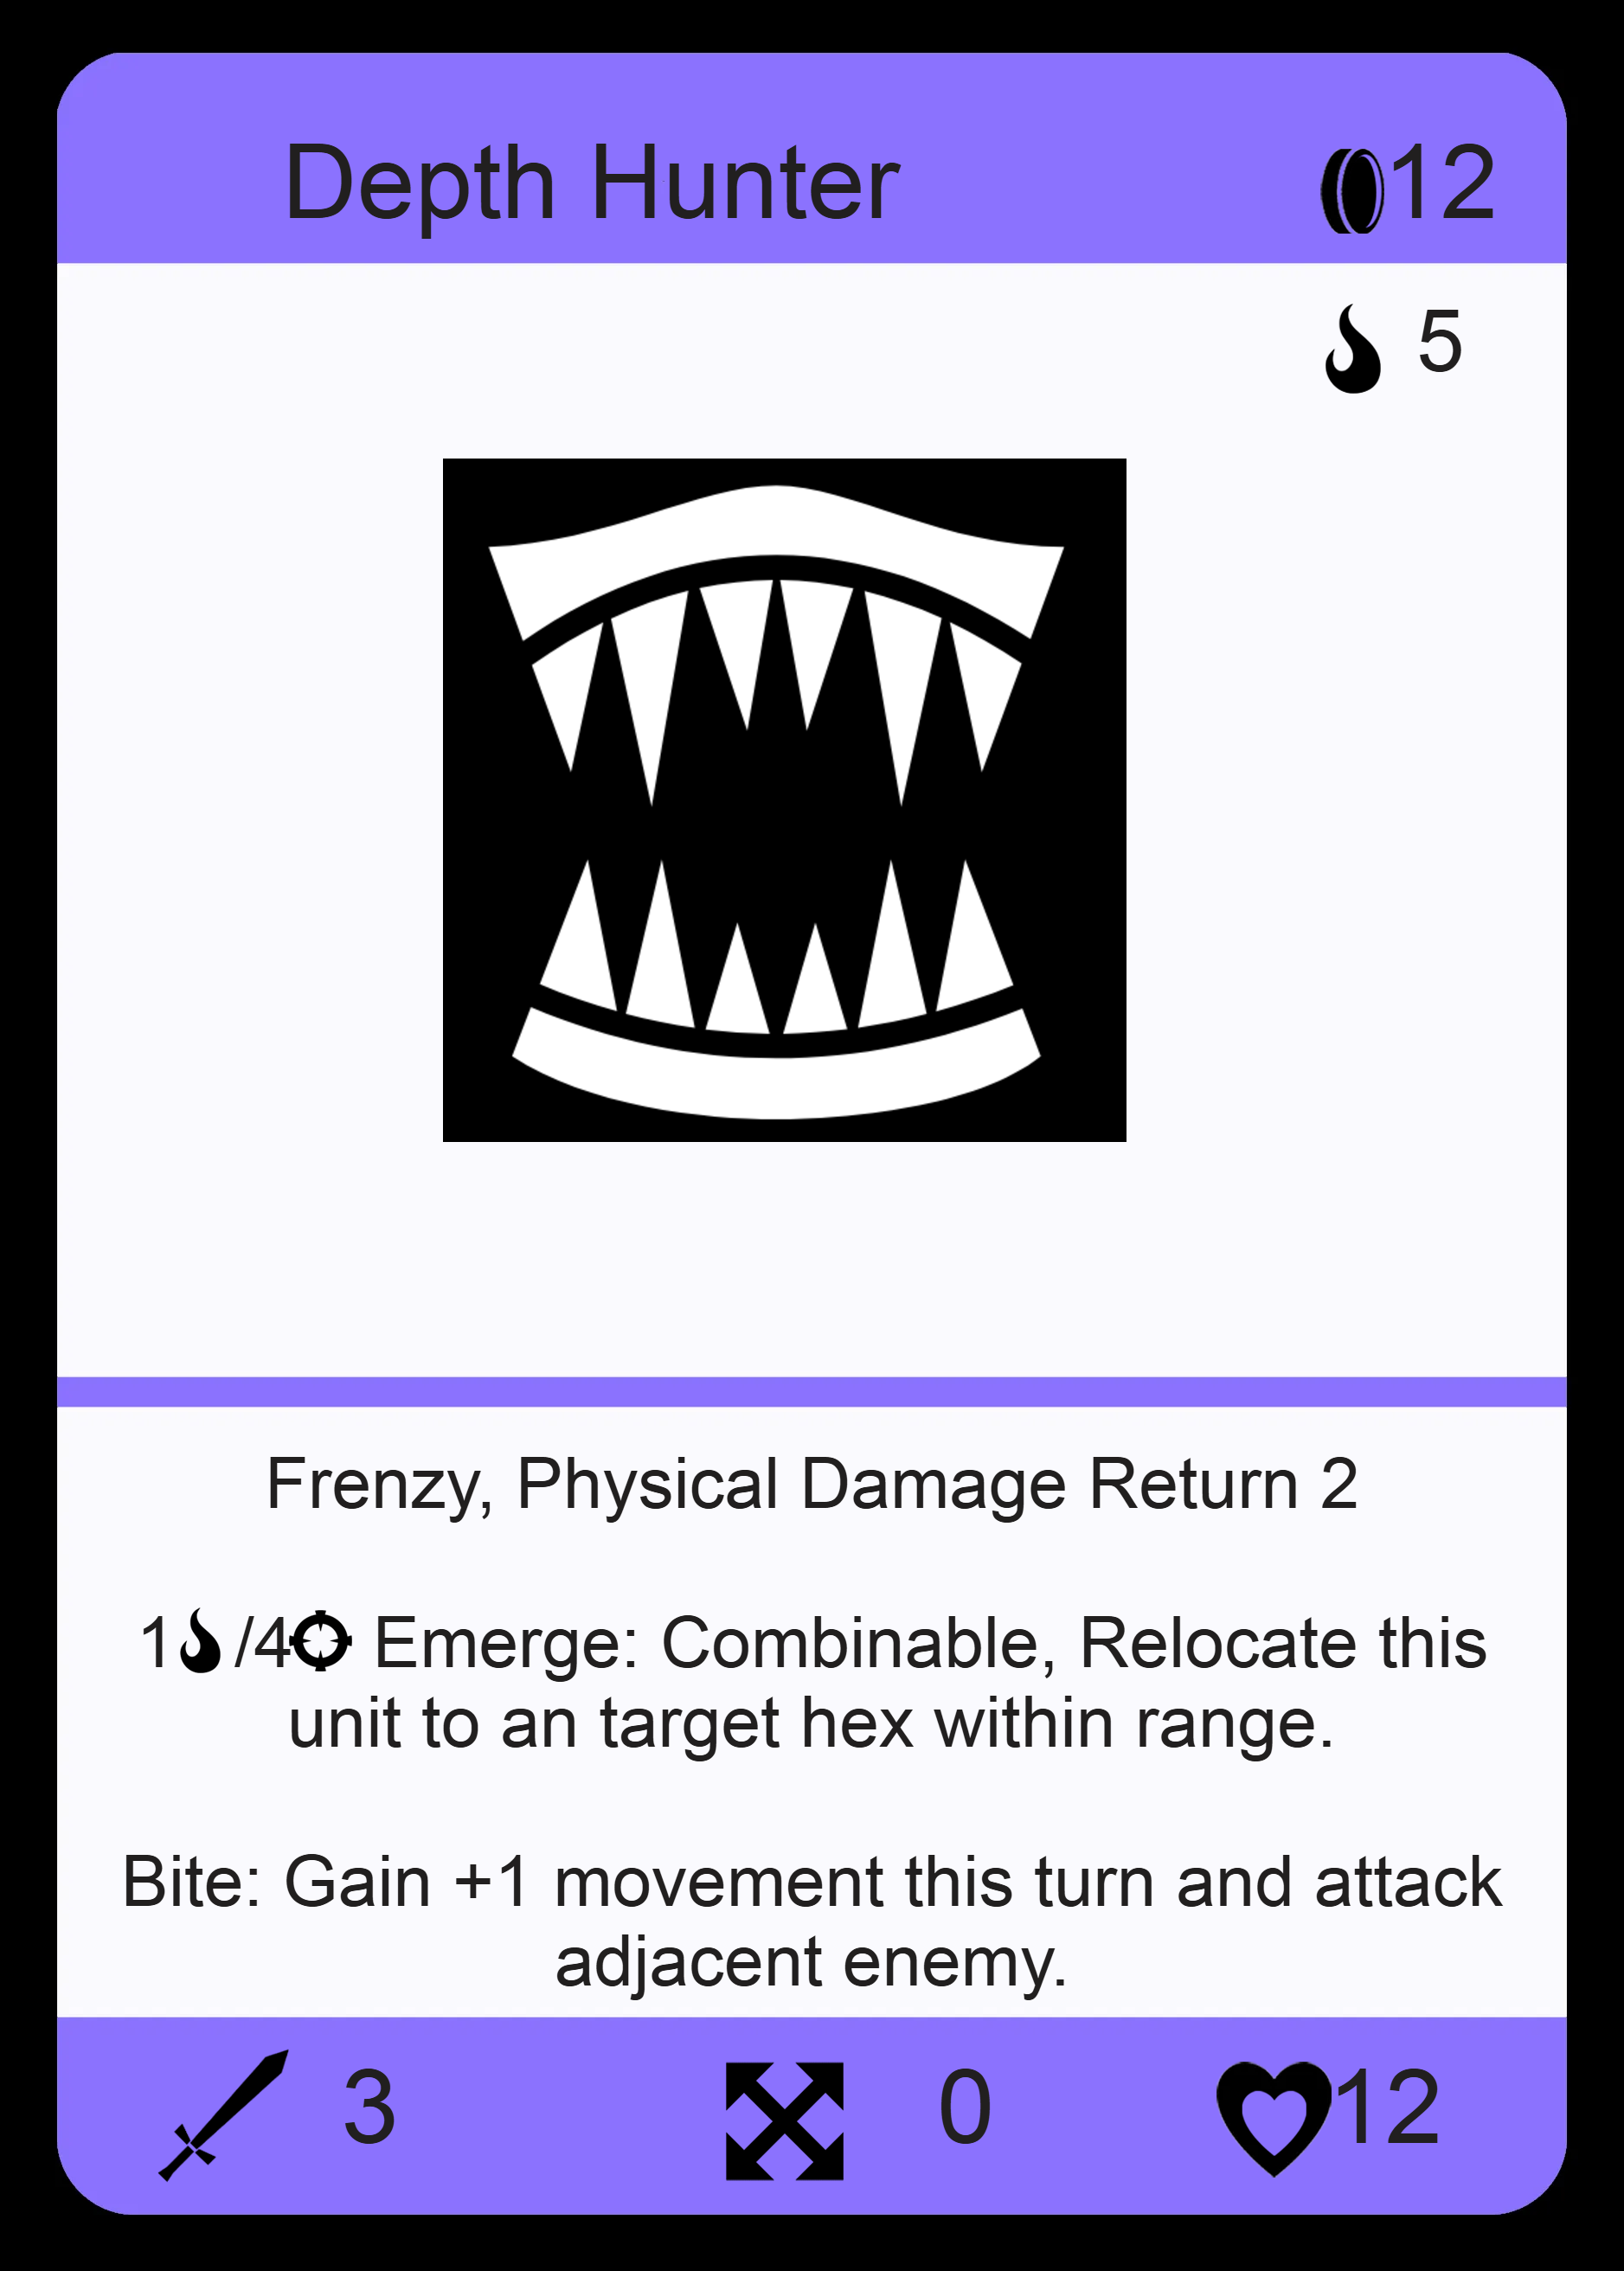 Depth Hunter 12
5
Frenzy, Physical Damage Return 2
1 /4 Emerge: Combinable, Relocate this
unit to an target hex within range.
Bite: Gain +1 movement this turn and attack
adjacent enemy.
3 0 12